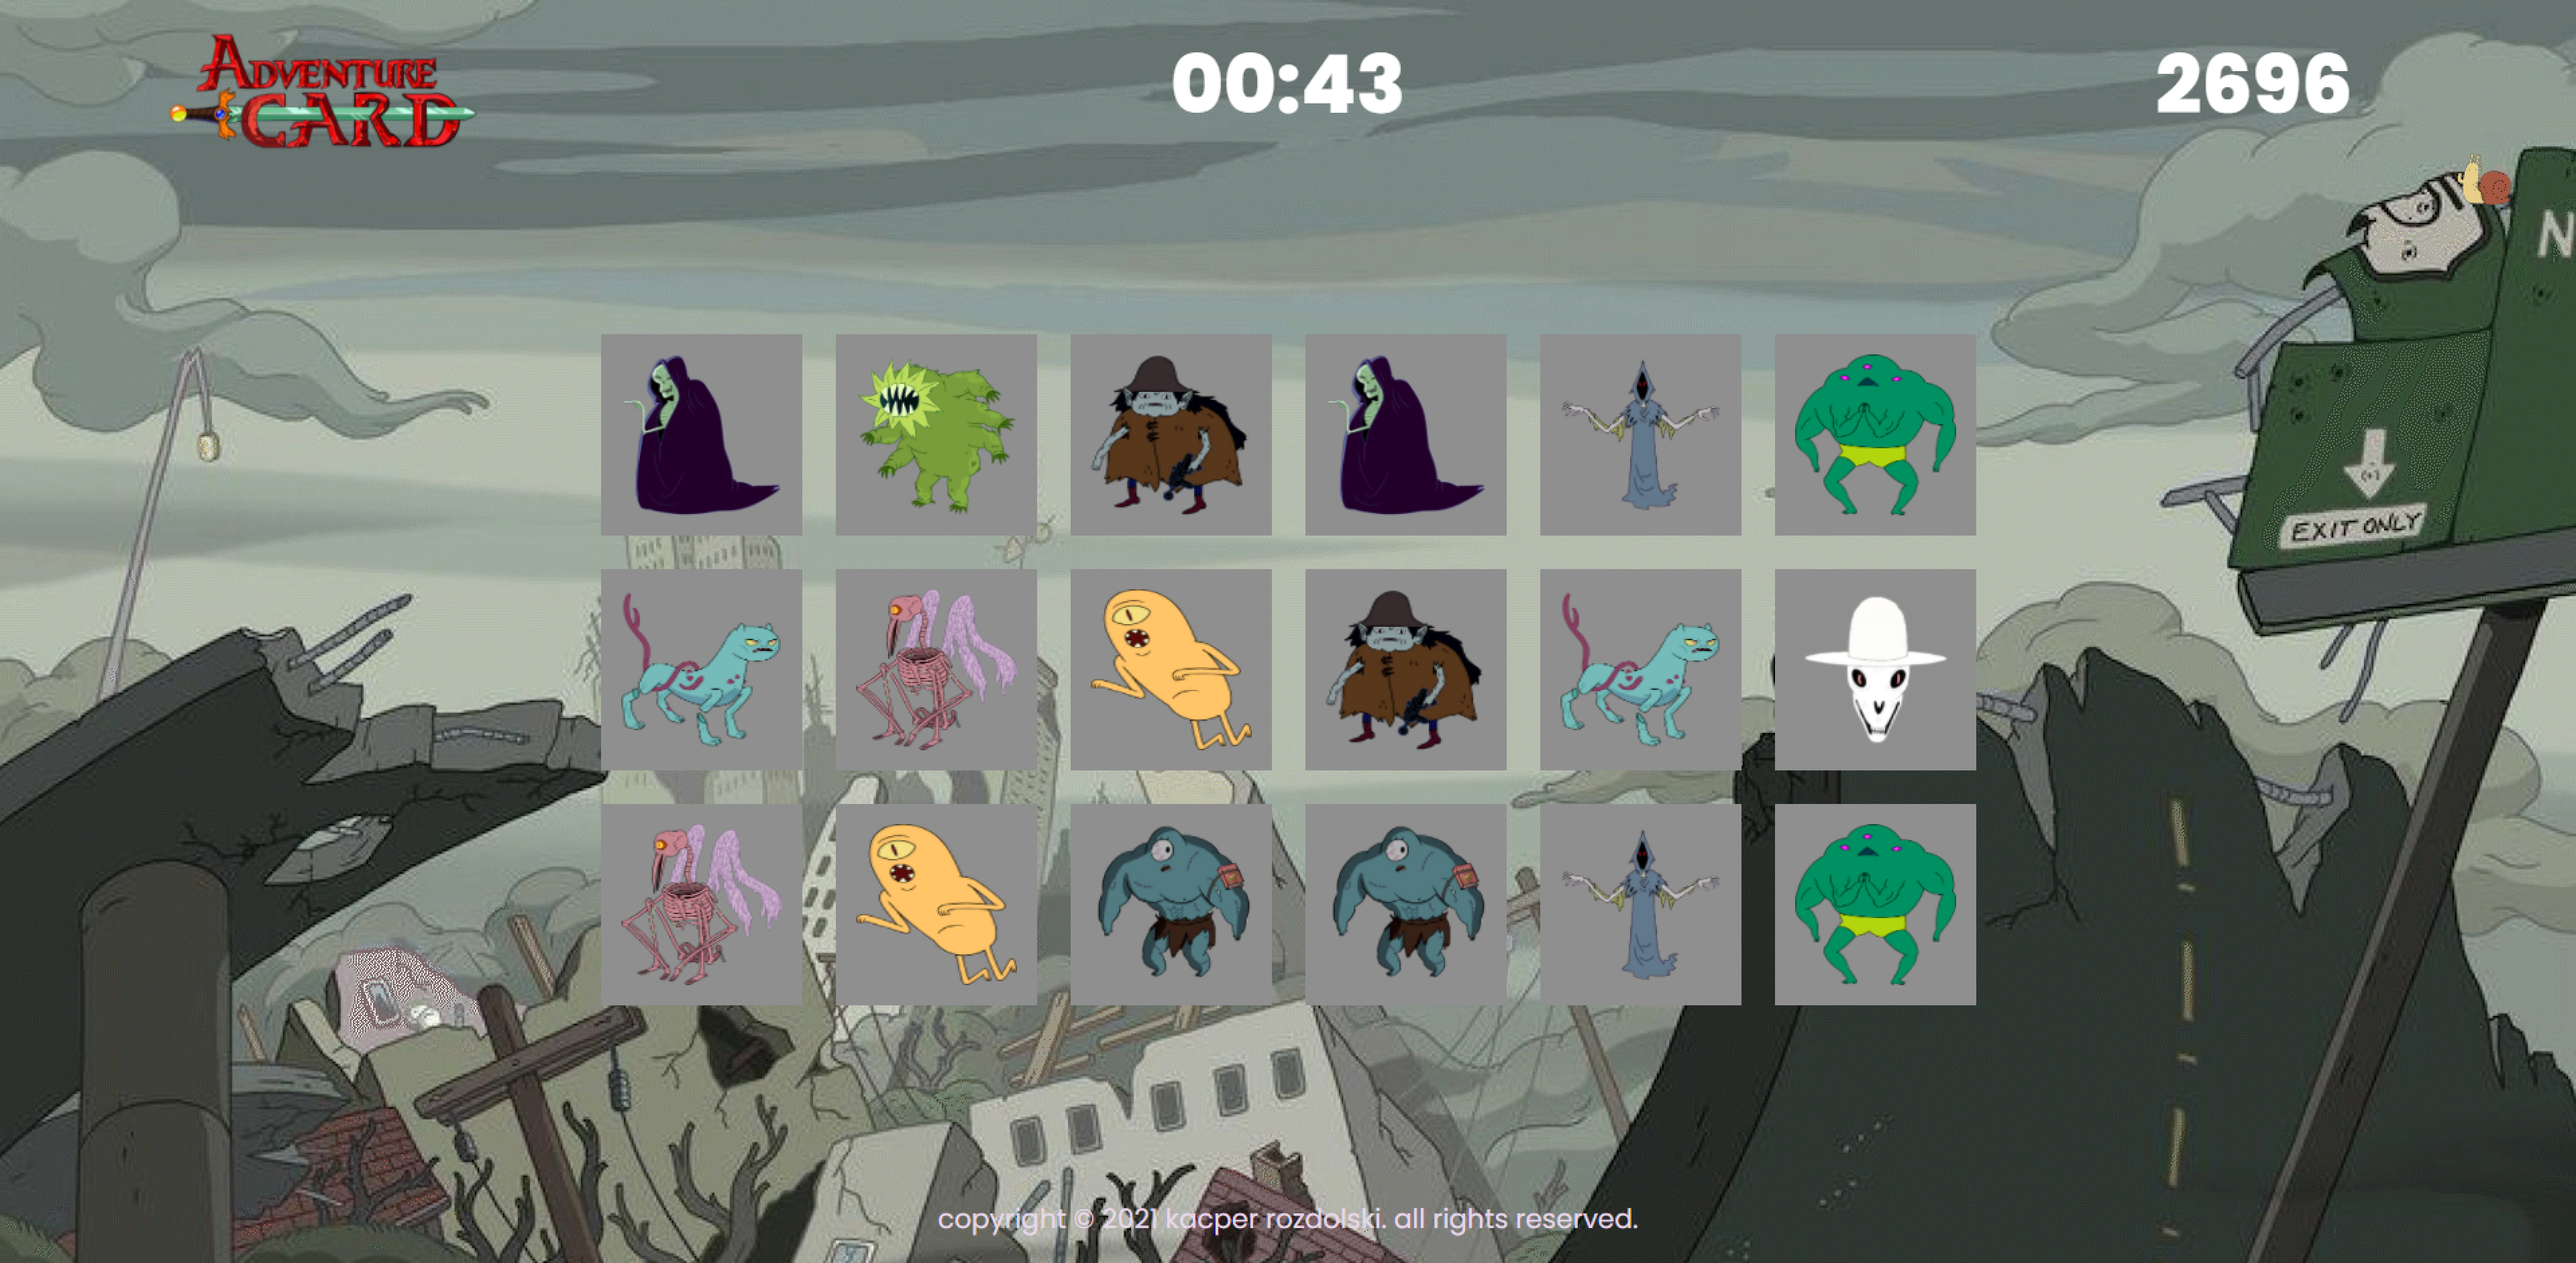 ADVENTURE
CARD
00:43
2696
N
EXIT ONLY
copyright © 2021 kacper rozdolski. all rights reserved.